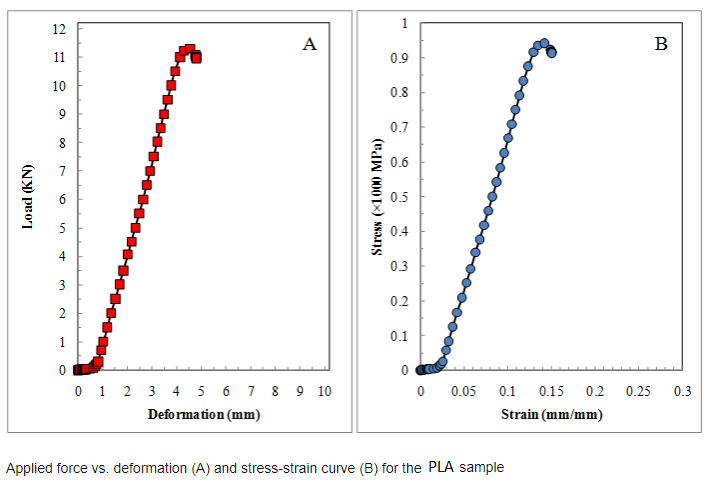 A
12
11
10
9
8
7
6
5
4
3
2
1
0
Load (KN)
0 1 2 3 4 5 6 7 8 9 10
Deformation (mm)
B
1
0.9
0.8
0.7
0.6
0.5
0.4
0.3
0.2
0.1
0
Stress (×1000 MPa)
0 0.05 0.1 0.15 0.2 0.25 0.3
Strain (mm/mm)
Applied force vs. deformation (A) and stress-strain curve (B) for the PLA sample